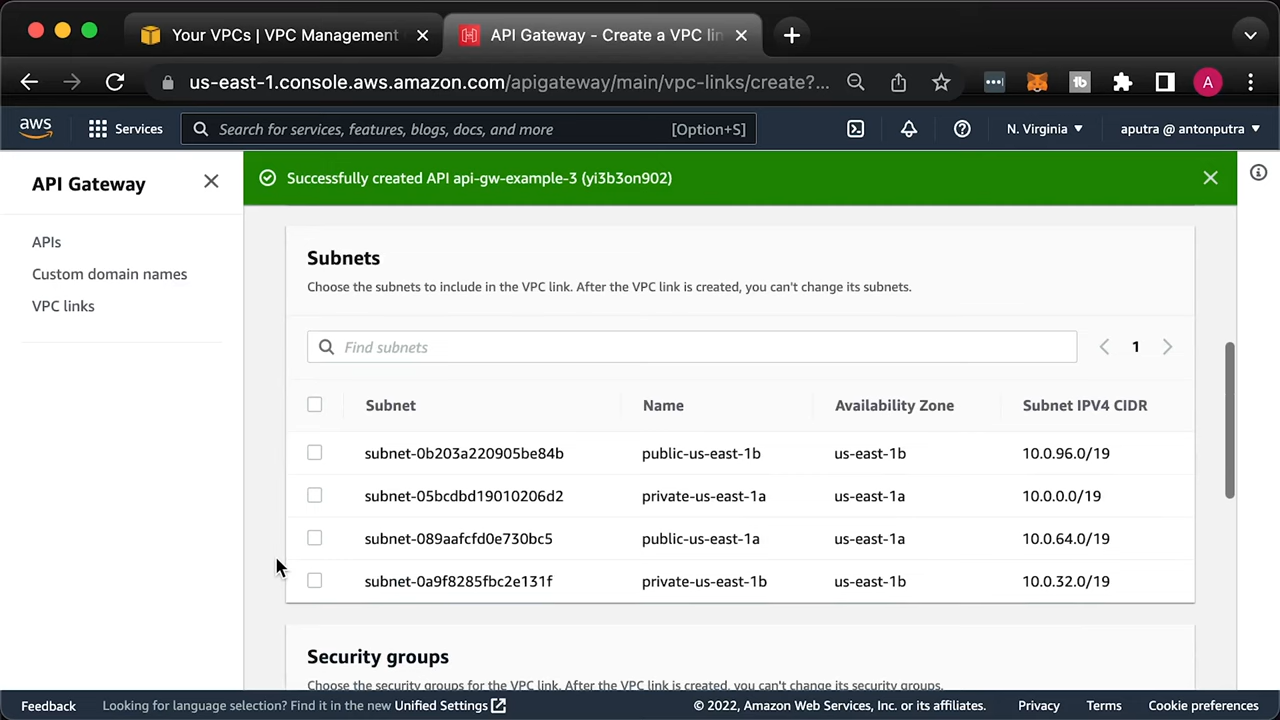 Your VPCs | VPC Management
API Gateway - Create a VPC lin
us-east-1.console.aws.amazon.com/apigateway/main/vpc-links/create?...
A
aws
Services
Search for services, features, blogs, docs, and more
[Option+S]
N. Virginia
aputra @ antonputra
API Gateway
APIs
Custom domain names
VPC links
Successfully created API api-gw-example-3 (yi3b3on902)
Subnets
Choose the subnets to include in the VPC link. After the VPC link is created, you can't change its subnets.
Find subnets
1
Subnet Name Availability Zone Subnet IPV4 CIDR
subnet-0b203a220905be84b public-us-east-1b us-east-1b 10.0.96.0/19
subnet-05bcdbd19010206d2 private-us-east-1a us-east-1a 10.0.0.0/19
subnet-089aafcfd0e730bc5 public-us-east-1a us-east-1a 10.0.64.0/19
subnet-0a9f8285fbc2e131f private-us-east-1b us-east-1b 10.0.32.0/19
Security groups
Choose the security groups for the VPC link. After the VPC link is created, you can't change its security groups.
Feedback
Looking for language selection? Find it in the new Unified Settings
© 2022, Amazon Web Services, Inc. or its affiliates.
Privacy
Terms
Cookie preferences